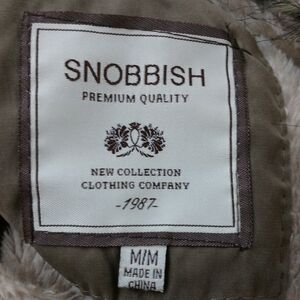 SNOBBISH
PREMIUM QUALITY
NEW COLLECTION
CLOTHING COMPANY
-1987-
M/M
MADE IN
CHINA